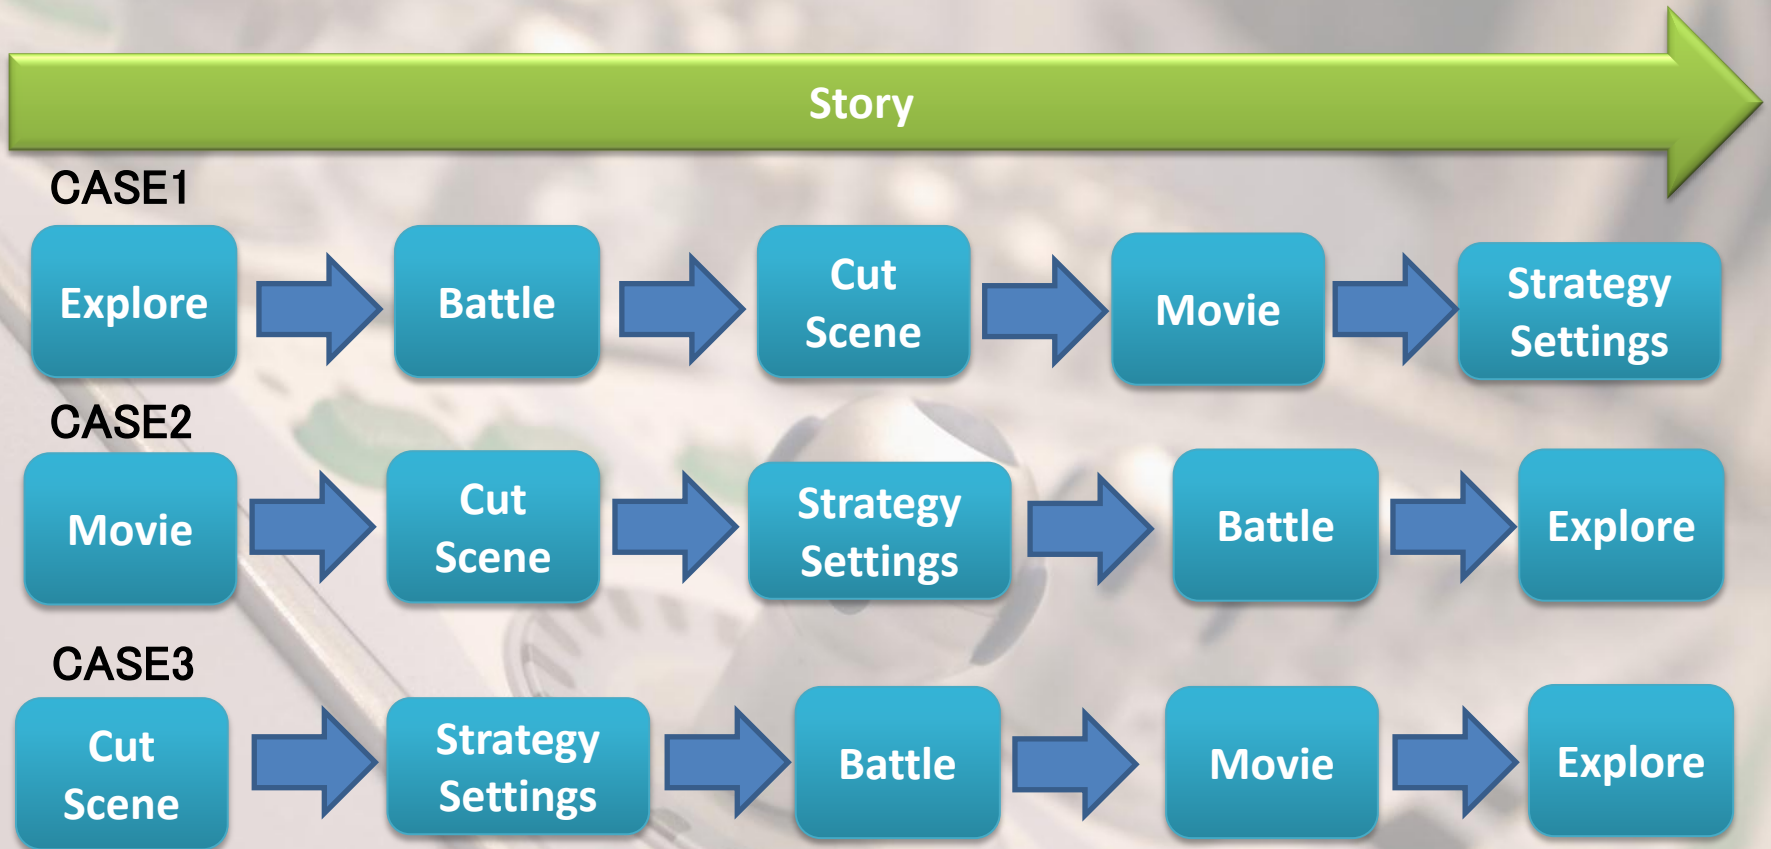 Story
CASE1
Explore
Battle
Cut
Scene
Movie
Strategy
Settings
CASE2
Movie
Cut
Scene
Strategy
Settings
Battle
Explore
CASE3
Cut
Scene
Strategy
Settings
Battle
Movie
Explore